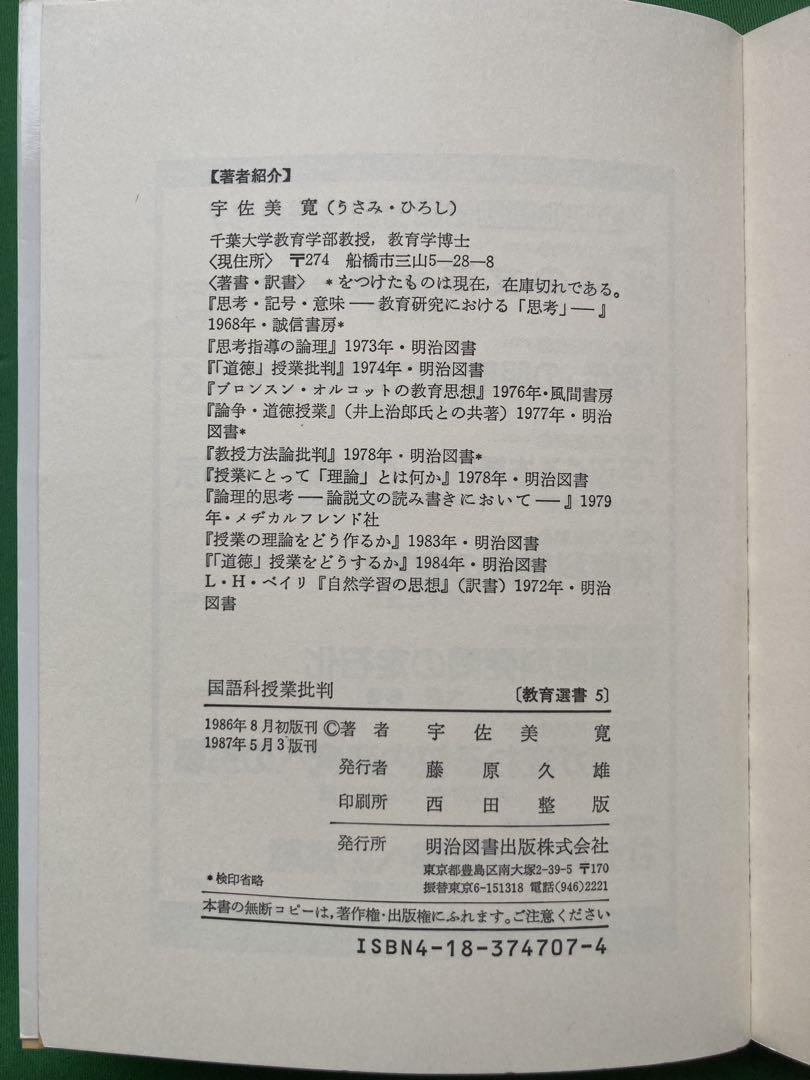 【著者紹介】
宇佐美 寛(うさみ・ひろし)
千葉大学教育学部教授，教育学博士
〈現住所〉 〒274 船橋市三山5—28—8
〈著書・訳書〉 *をつけたものは現在，在庫切れである。
『思考・記号・意味——教育研究における「思考」——』
1968年・誠信書房*
『思考指導の論理』1973年・明治図書
『「道徳」授業批判』1974年・明治図書
『ブロンスン・オルコットの教育思想』1976年・風間書房
『論争・道徳授業』(井上治郎氏との共著) 1977年・明治
図書*
『教授方法論批判』1978年・明治図書*
『授業にとって「理論」とは何か』1978年・明治図書
『論理的思考——論説文の読み書きにおいて——』1979
年・メヂカルフレンド社
『授業の理論をどう作るか』1983年・明治図書
『「道徳」授業をどうするか』1984年・明治図書
L・H・ベイリ『自然学習の思想』(訳書) 1972年・明治
図書
国語科授業批判 〔教育選書 5〕
1986年8月初版刊 ©著 者 宇佐美 寛
1987年5月3版刊
発行者 藤原久雄
印刷所 西田整版
発行所 明治図書出版株式会社
東京都豊島区南大塚2-39-5 〒170
*検印省略 振替東京6-151318 電話(946)2221
本書の無断コピーは，著作権・出版権にふれます。ご注意ください
ISBN4-18-374707-4